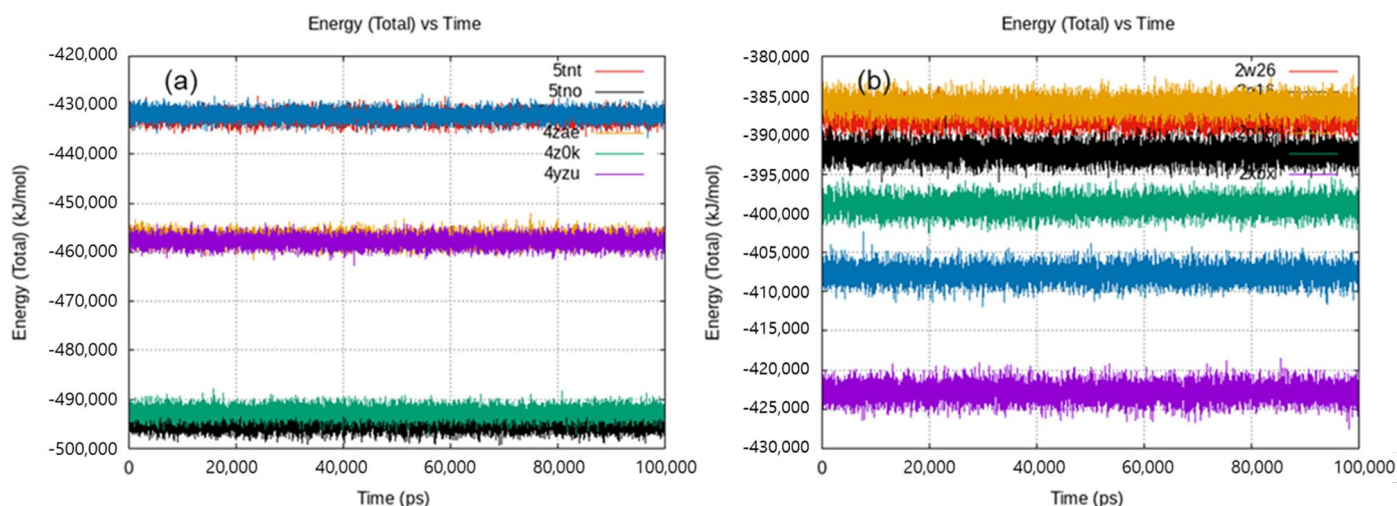 Energy (Total) vs Time
(a)
Energy (Total) (kJ/mol)
-420,000
-430,000
-440,000
-450,000
-460,000
-470,000
-480,000
-490,000
-500,000
5tnt
5tno
4zae
4z0k
4yzu
0
20,000
40,000
60,000
80,000
100,000
Time (ps)
Energy (Total) vs Time
(b)
Energy (Total) (kJ/mol)
-380,000
-385,000
-390,000
-395,000
-400,000
-405,000
-410,000
-415,000
-420,000
-425,000
-430,000
2w26
0
20,000
40,000
60,000
80,000
100,000
Time (ps)